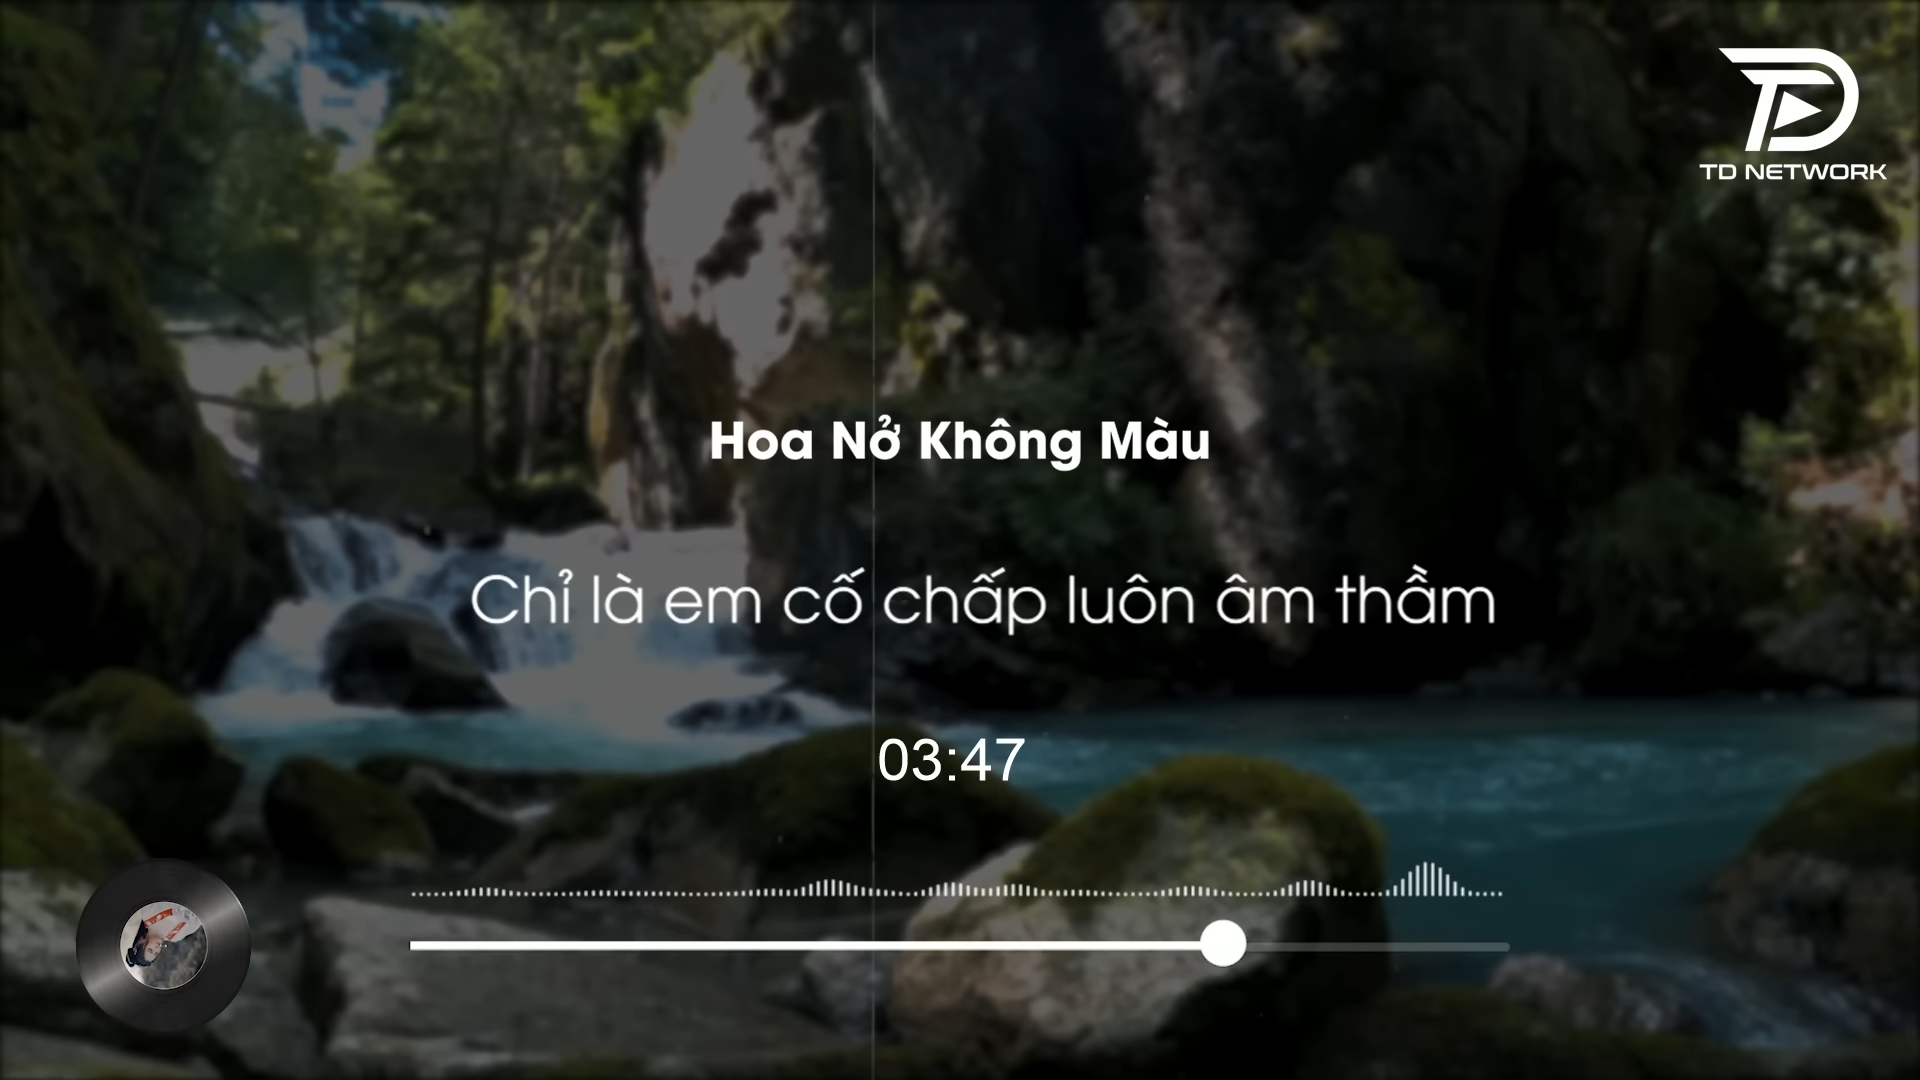 TD NETWORK
Hoa Nở Không Màu
Chỉ là em cố chấp luôn âm thầm
03:47